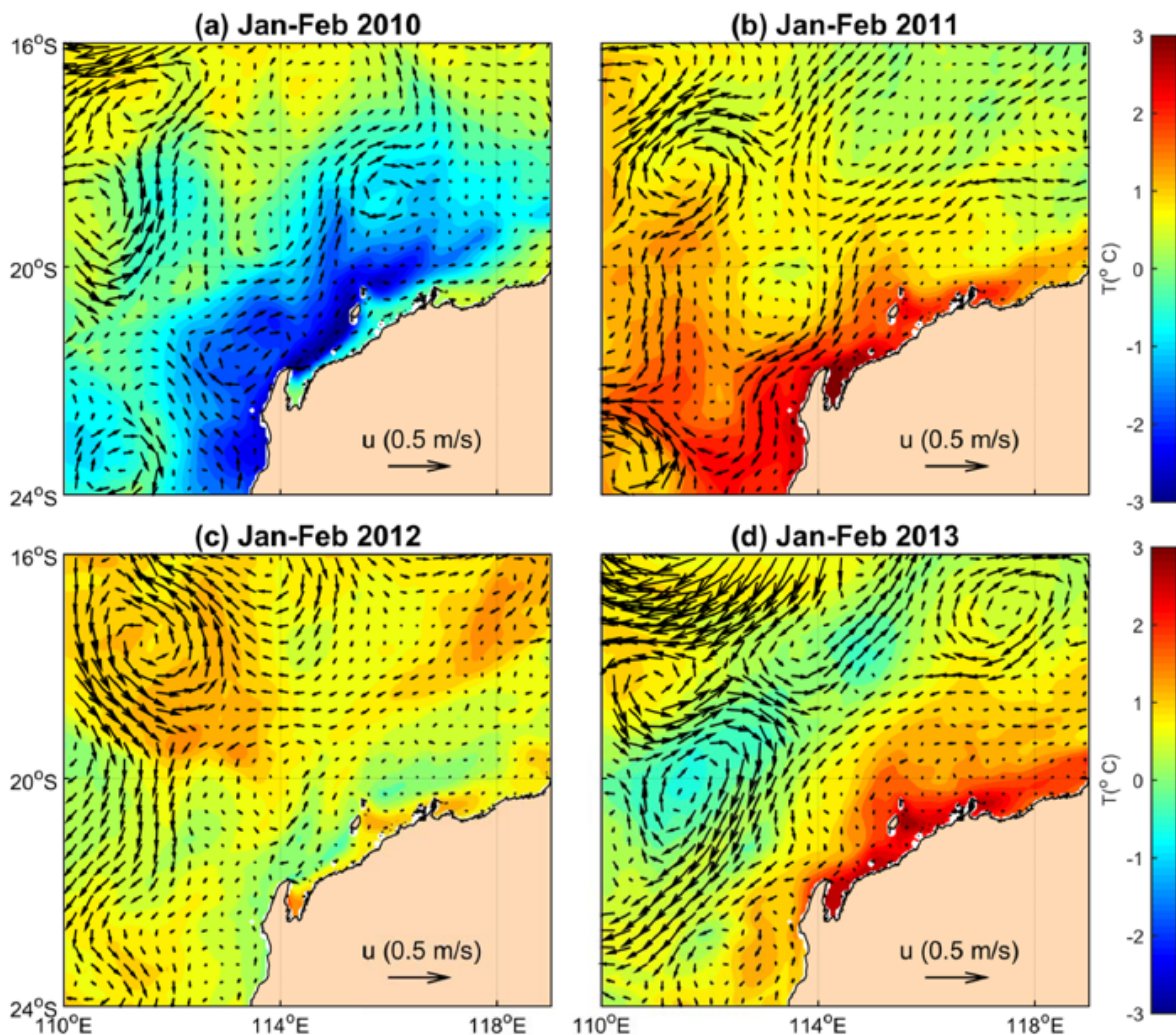 (a) Jan-Feb 2010
(b) Jan-Feb 2011
16°S
20°S
24°S
u (0.5 m/s)
u (0.5 m/s)
3
2
1
0
-1
-2
-3
T(° C)
(c) Jan-Feb 2012
(d) Jan-Feb 2013
16°S
20°S
24°S
u (0.5 m/s)
u (0.5 m/s)
110°E
114°E
118°E
110°E
114°E
118°E
3
2
1
0
-1
-2
-3
T(° C)